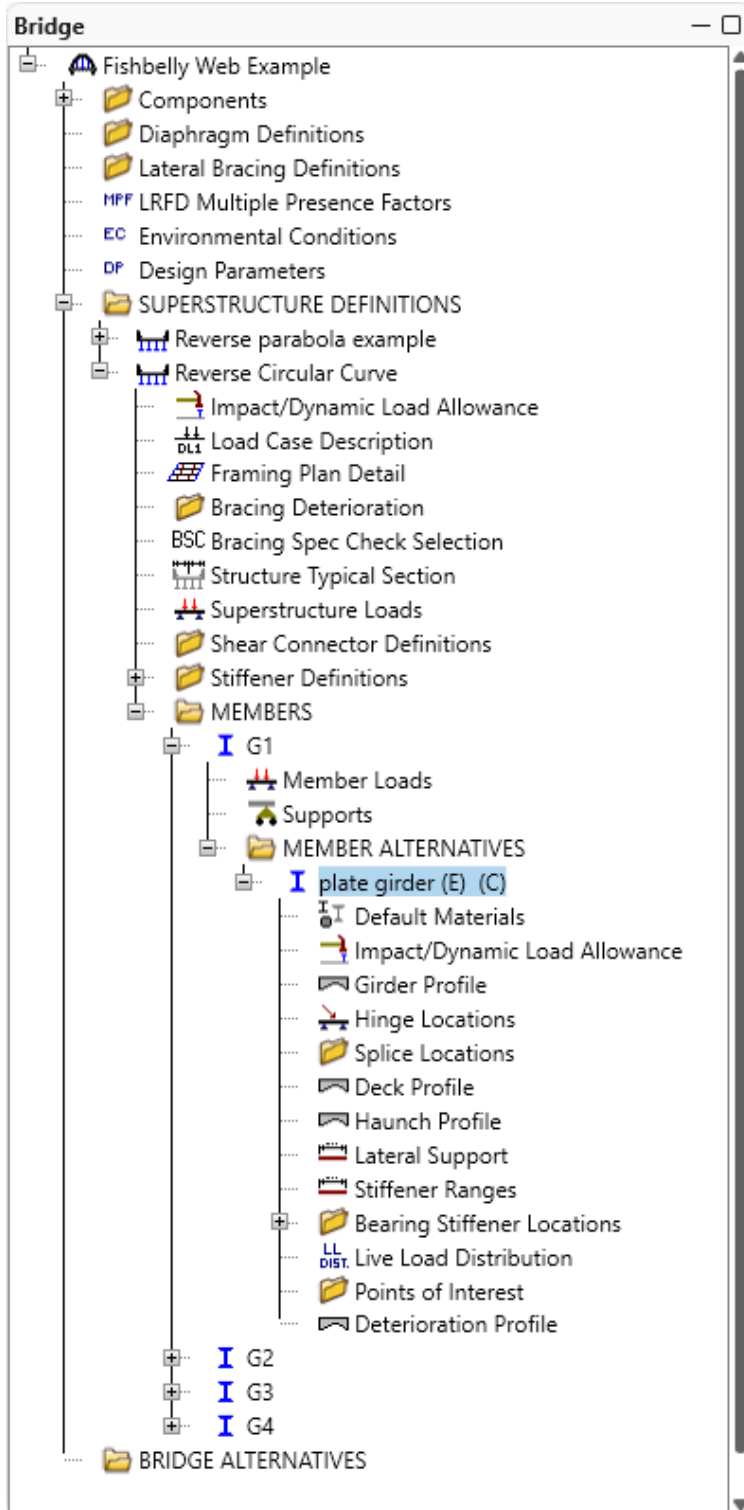 Bridge
Fishbelly Web Example
Components
Diaphragm Definitions
Lateral Bracing Definitions
MPF LRFD Multiple Presence Factors
EC Environmental Conditions
DP Design Parameters
SUPERSTRUCTURE DEFINITIONS
Reverse parabola example
Reverse Circular Curve
Impact/Dynamic Load Allowance
DL1 Load Case Description
Framing Plan Detail
Bracing Deterioration
BSC Bracing Spec Check Selection
Structure Typical Section
Superstructure Loads
Shear Connector Definitions
Stiffener Definitions
MEMBERS
G1
Member Loads
Supports
MEMBER ALTERNATIVES
plate girder (E) (C)
Default Materials
Impact/Dynamic Load Allowance
Girder Profile
Hinge Locations
Splice Locations
Deck Profile
Haunch Profile
Lateral Support
Stiffener Ranges
Bearing Stiffener Locations
LL DIST. Live Load Distribution
Points of Interest
Deterioration Profile
G2
G3
G4
BRIDGE ALTERNATIVES